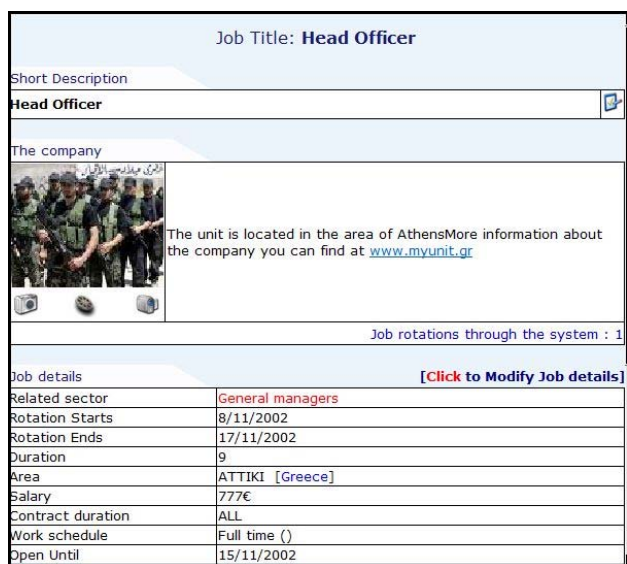 Job Title: Head Officer
Short Description
Head Officer
The company
The unit is located in the area of AthensMore information about
the company you can find at www.myunit.gr
Job rotations through the system : 1
Job details [Click to Modify Job details]
Related sector General managers
Rotation Starts 8/11/2002
Rotation Ends 17/11/2002
Duration 9
Area ATTIKI [Greece]
Salary 777€
Contract duration ALL
Work schedule Full time ()
Open Until 15/11/2002